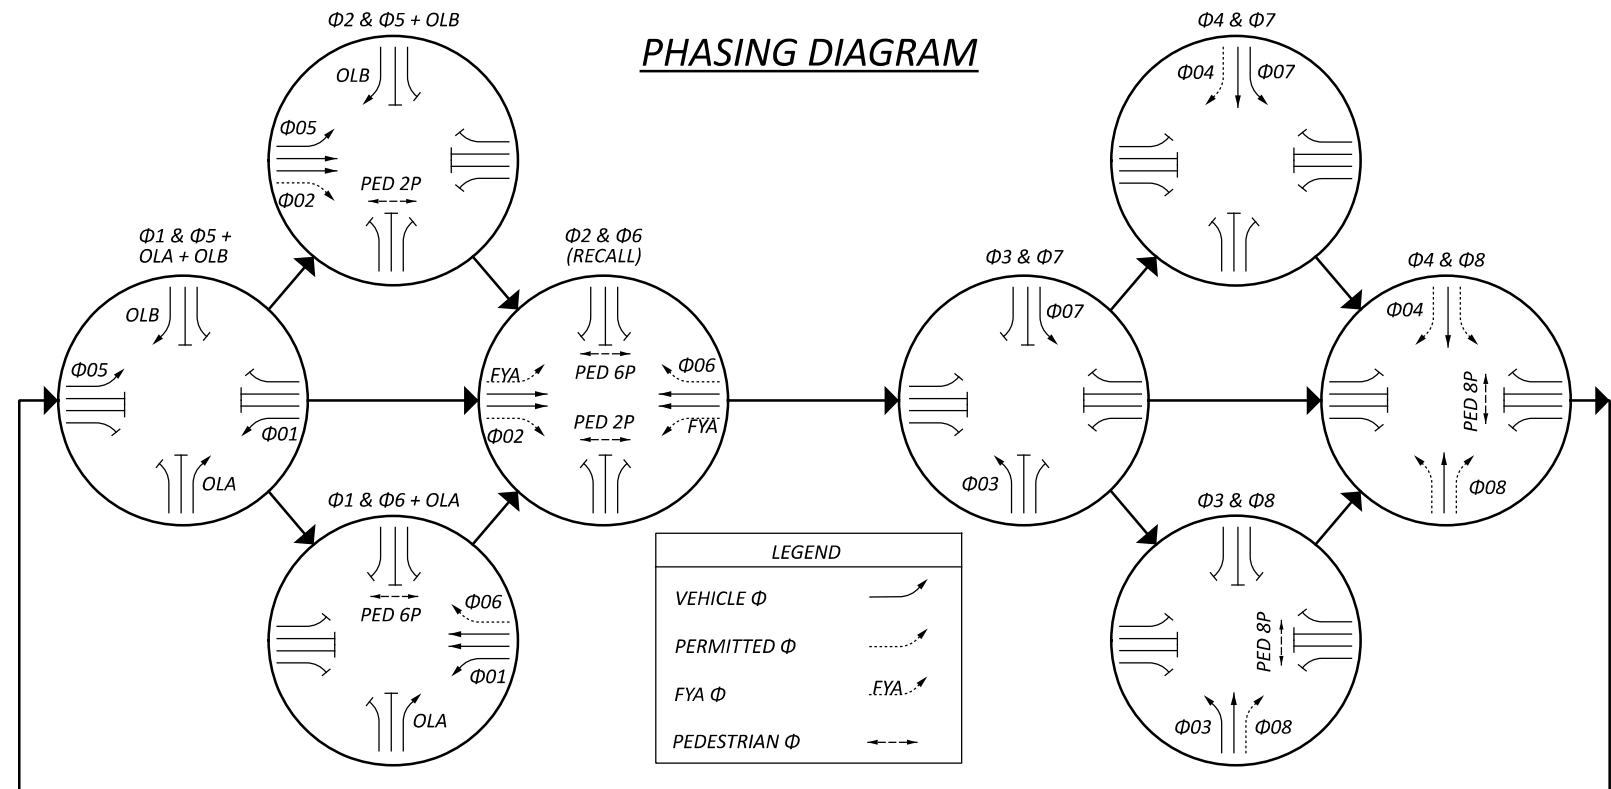 PHASING DIAGRAM
Φ2 & Φ5 + OLB
OLB
Φ05
Φ02
PED 2P
Φ1 & Φ5 +
OLA + OLB
OLB
Φ05
Φ01
OLA
Φ2 & Φ6
(RECALL)
PED 6P
FYA
Φ06
PED 2P
Φ02
FYA
Φ1 & Φ6 + OLA
PED 6P
Φ06
Φ01
OLA
Φ4 & Φ7
Φ04
Φ07
Φ3 & Φ7
Φ07
Φ03
Φ4 & Φ8
Φ04
PED 8P
Φ08
Φ3 & Φ8
PED 8P
Φ03
Φ08
LEGEND
VEHICLE Φ
PERMITTED Φ
FYA Φ
FYA
PEDESTRIAN Φ